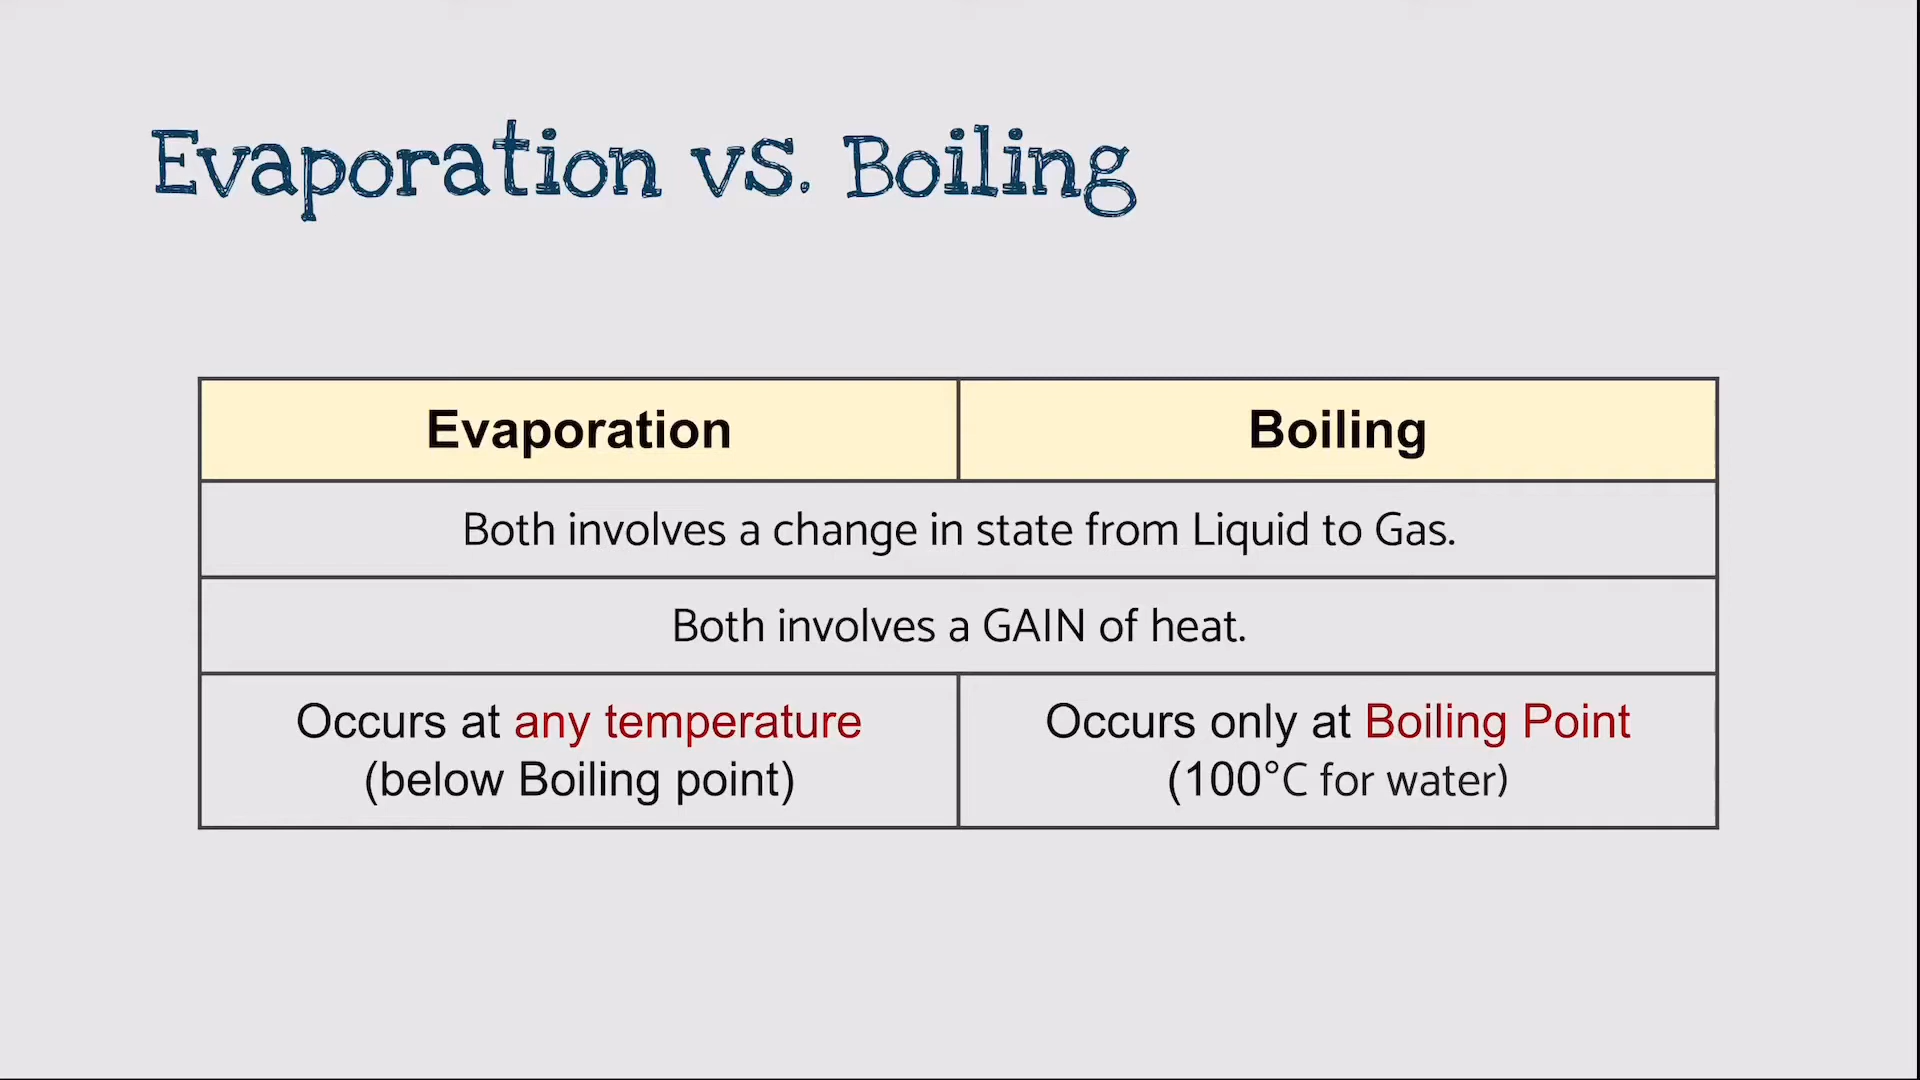 Evaporation vs. Boiling
Evaporation
Boiling
Both involves a change in state from Liquid to Gas.
Both involves a GAIN of heat.
Occurs at any temperature
(below Boiling point)
Occurs only at Boiling Point
(100°C for water)